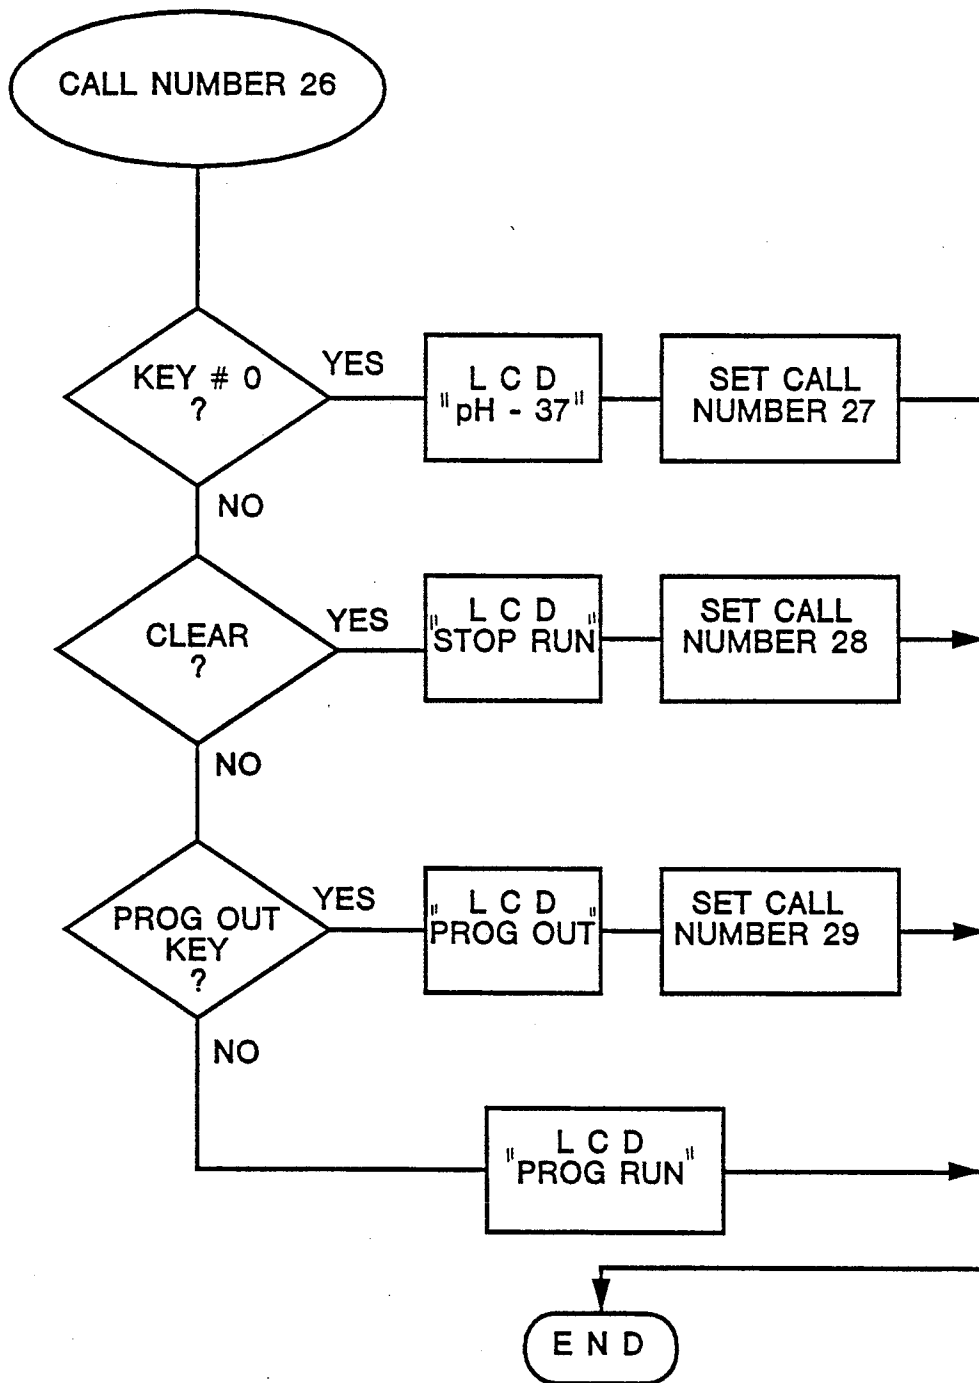 CALL NUMBER 26
KEY # 0
?
YES
L C D
"pH - 37"
SET CALL
NUMBER 27
NO
CLEAR
?
YES
L C D
"STOP RUN"
SET CALL
NUMBER 28
NO
PROG OUT
KEY
?
YES
L C D
"PROG OUT"
SET CALL
NUMBER 29
NO
L C D
"PROG RUN"
E N D